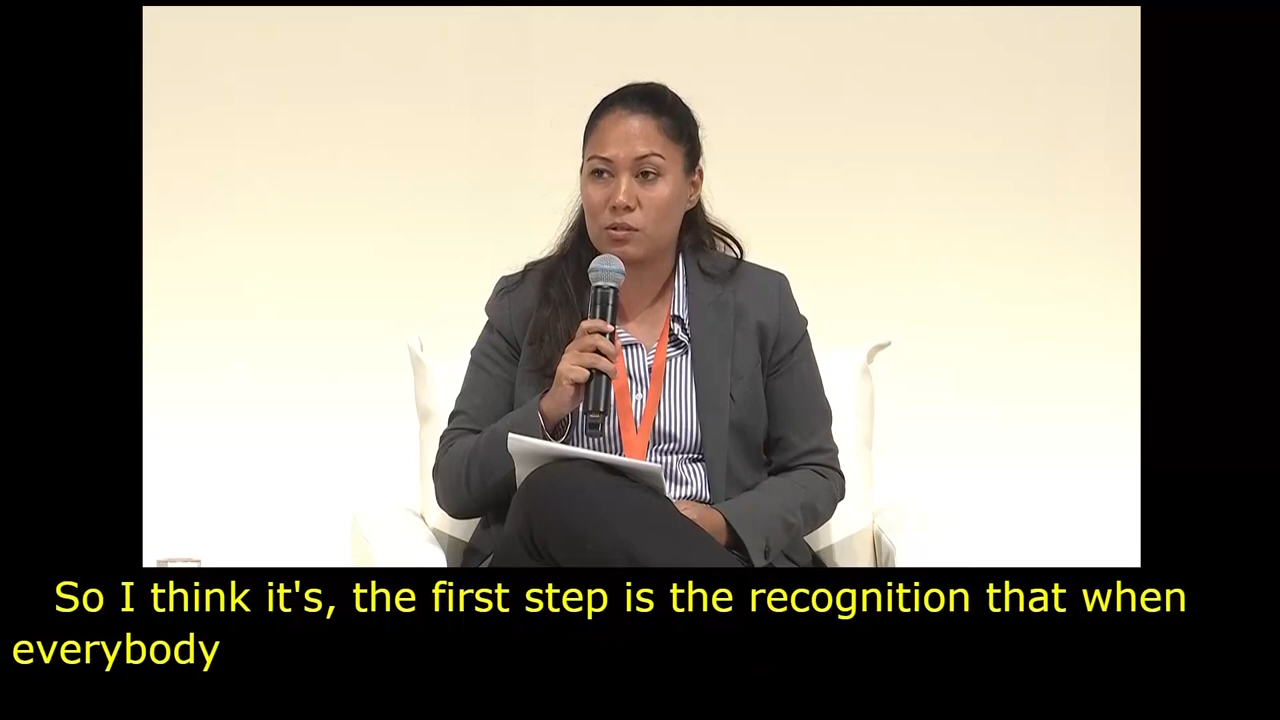 So I think it's, the first step is the recognition that when
everybody